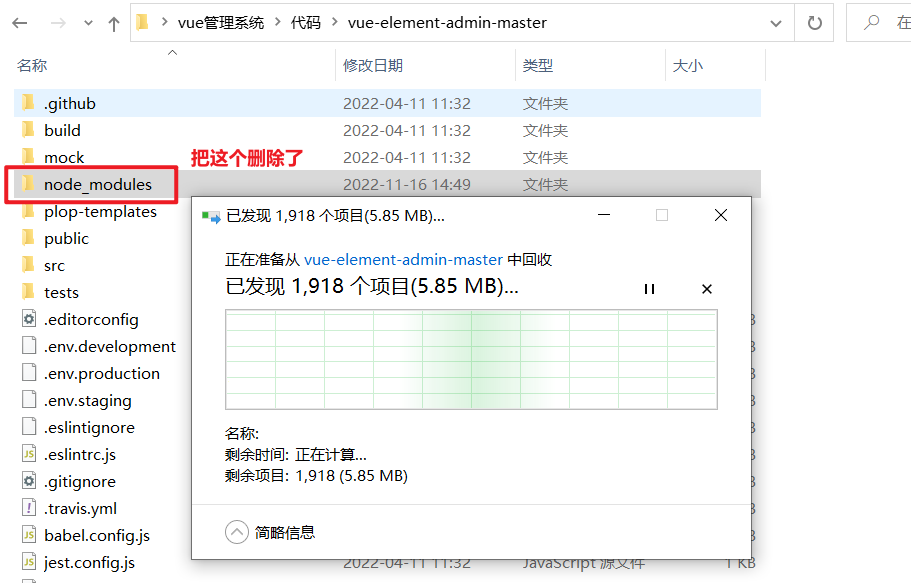 vue管理系统 > 代码 > vue-element-admin-master
在
名称 修改日期 类型 大小
.github 2022-04-11 11:32 文件夹
build 2022-04-11 11:32 文件夹
mock 2022-04-11 11:32 文件夹
把这个删除了
node_modules 2022-11-16 14:49 文件夹
plop-templates
public
src
tests
.editorconfig
.env.development
.env.production
.env.staging
.eslintignore
.eslintrc.js
.gitignore
.travis.yml
babel.config.js
jest.config.js 2022-04-11 11:32 JavaScript 源文件 1 KB
已发现 1,918 个项目(5.85 MB)...
正在准备从 vue-element-admin-master 中回收
已发现 1,918 个项目(5.85 MB)...
名称:
剩余时间: 正在计算...
剩余项目: 1,918 (5.85 MB)
简略信息